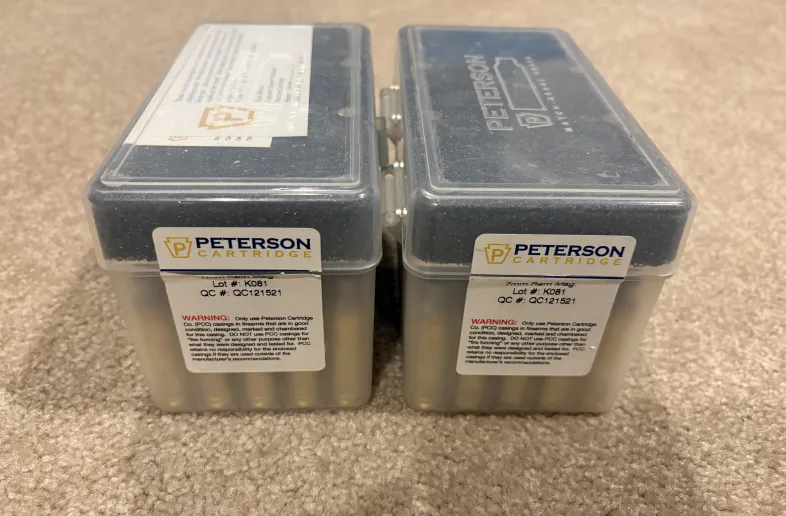 PETERSON
MATCH-GRADE BRASS
PETERSON
CARTRIDGE
7mm Rem Mag.
Lot #: K081
QC #: QC121521
WARNING: Only use Peterson Cartridge
Co. (PCC) casings in firearms that are in good
condition, designed, marked and chambered
for this casing. DO NOT use PCC casings for
"fire forming" or any other purpose other than
what they were designed and tested for. PCC
retains no responsibility for the enclosed
casings if they are used outside of the
manufacturer's recommendations.
PETERSON
CARTRIDGE
7mm Rem Mag.
Lot #: K081
QC #: QC121521
WARNING: Only use Peterson Cartridge
Co. (PCC) casings in firearms that are in good
condition, designed, marked and chambered
for this casing. DO NOT use PCC casings for
"fire forming" or any other purpose other than
what they were designed and tested for. PCC
retains no responsibility for the enclosed
casings if they are used outside of the
manufacturer's recommendations.